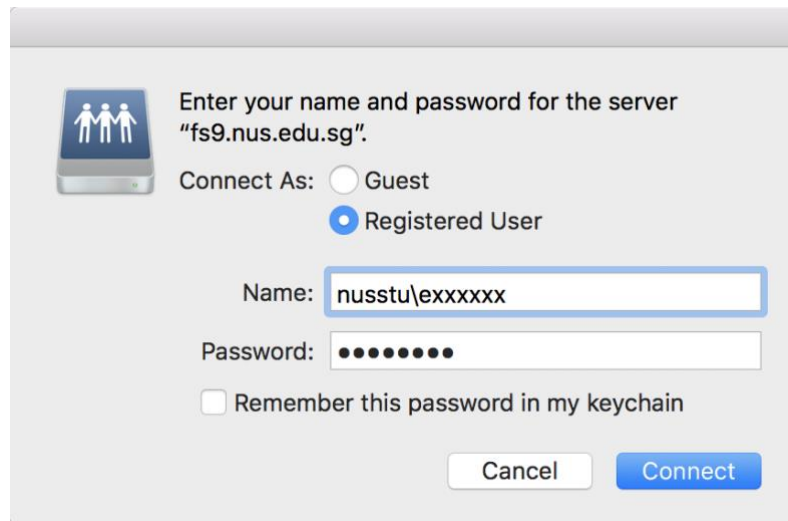 Enter your name and password for the server
“fs9.nus.edu.sg”.
Connect As: Guest
Registered User
Name: nusstu\exxxxxx
Password: ●●●●●●●●
Remember this password in my keychain
Cancel Connect